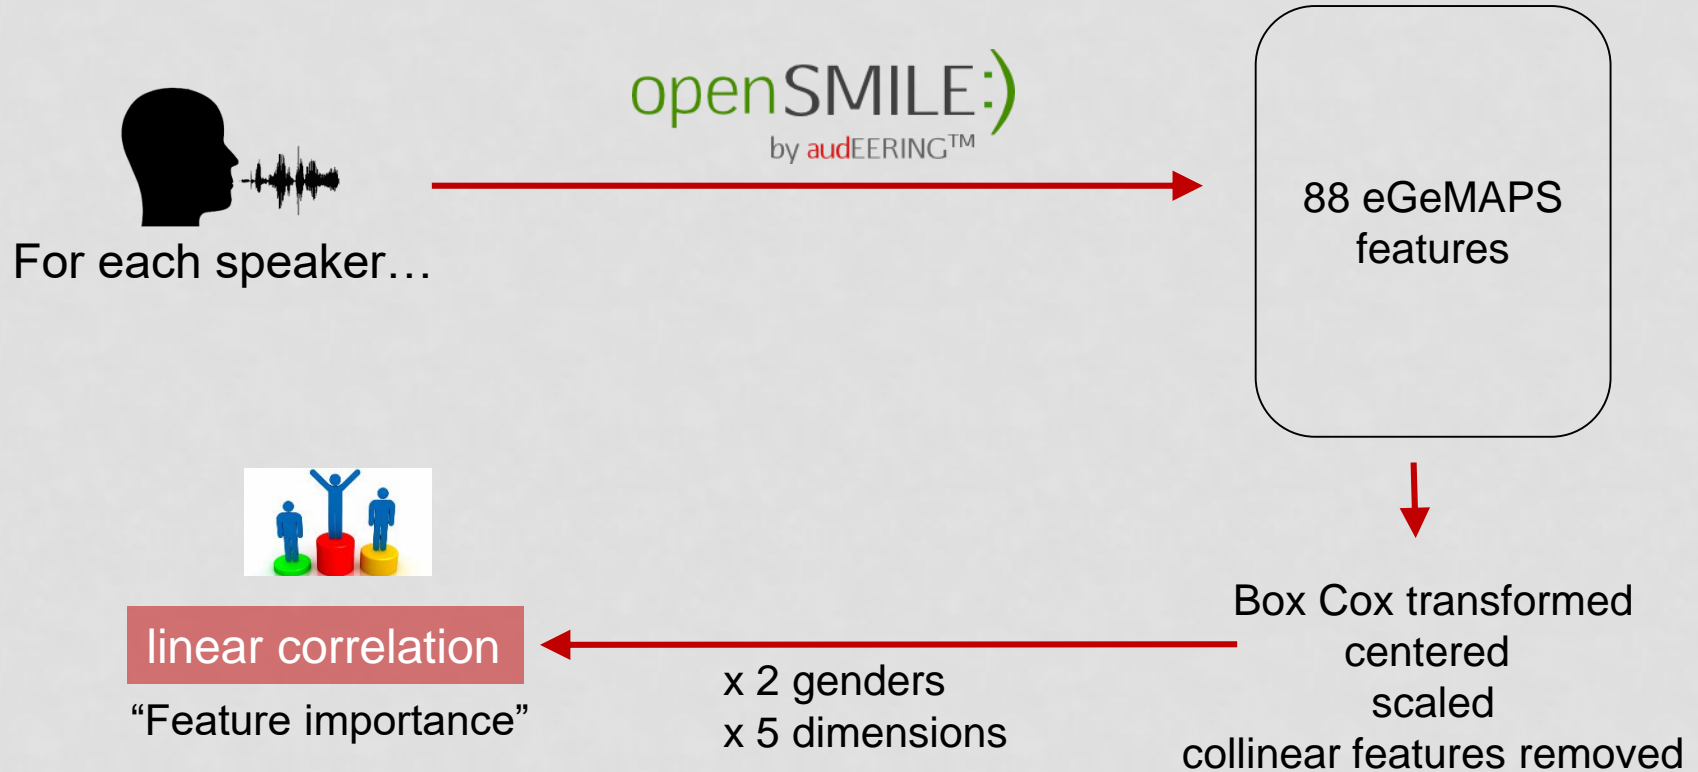 openSMILE:)
by audEERING™
For each speaker…
88 eGeMAPS
features
Box Cox transformed
centered
scaled
collinear features removed
x 2 genders
x 5 dimensions
linear correlation
“Feature importance”